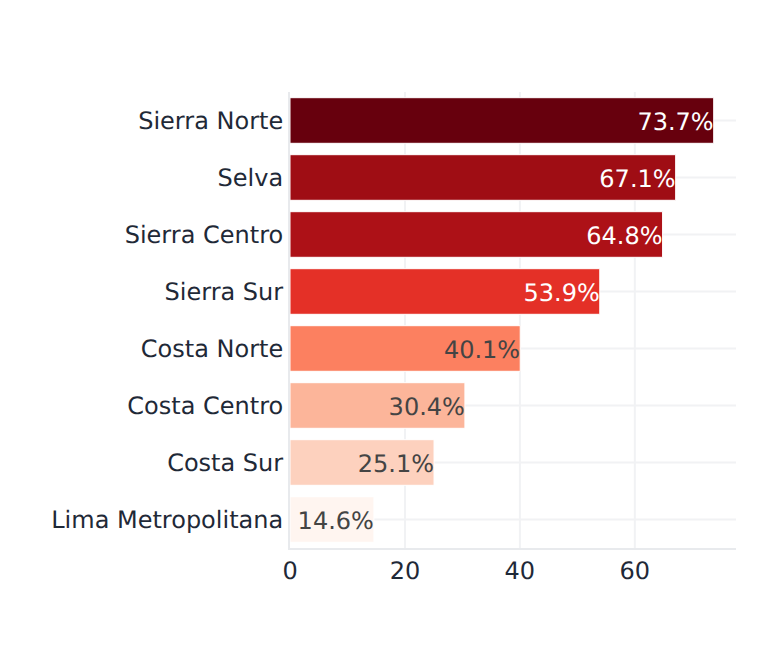 Sierra Norte 73.7%
Selva 67.1%
Sierra Centro 64.8%
Sierra Sur 53.9%
Costa Norte 40.1%
Costa Centro 30.4%
Costa Sur 25.1%
Lima Metropolitana 14.6%
0 20 40 60